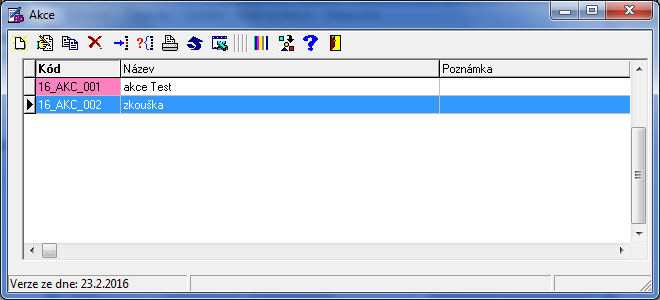 Akce
Kód Název Poznámka
16_AKC_001 akce Test
16_AKC_002 zkouška
Verze ze dne: 23.2.2016